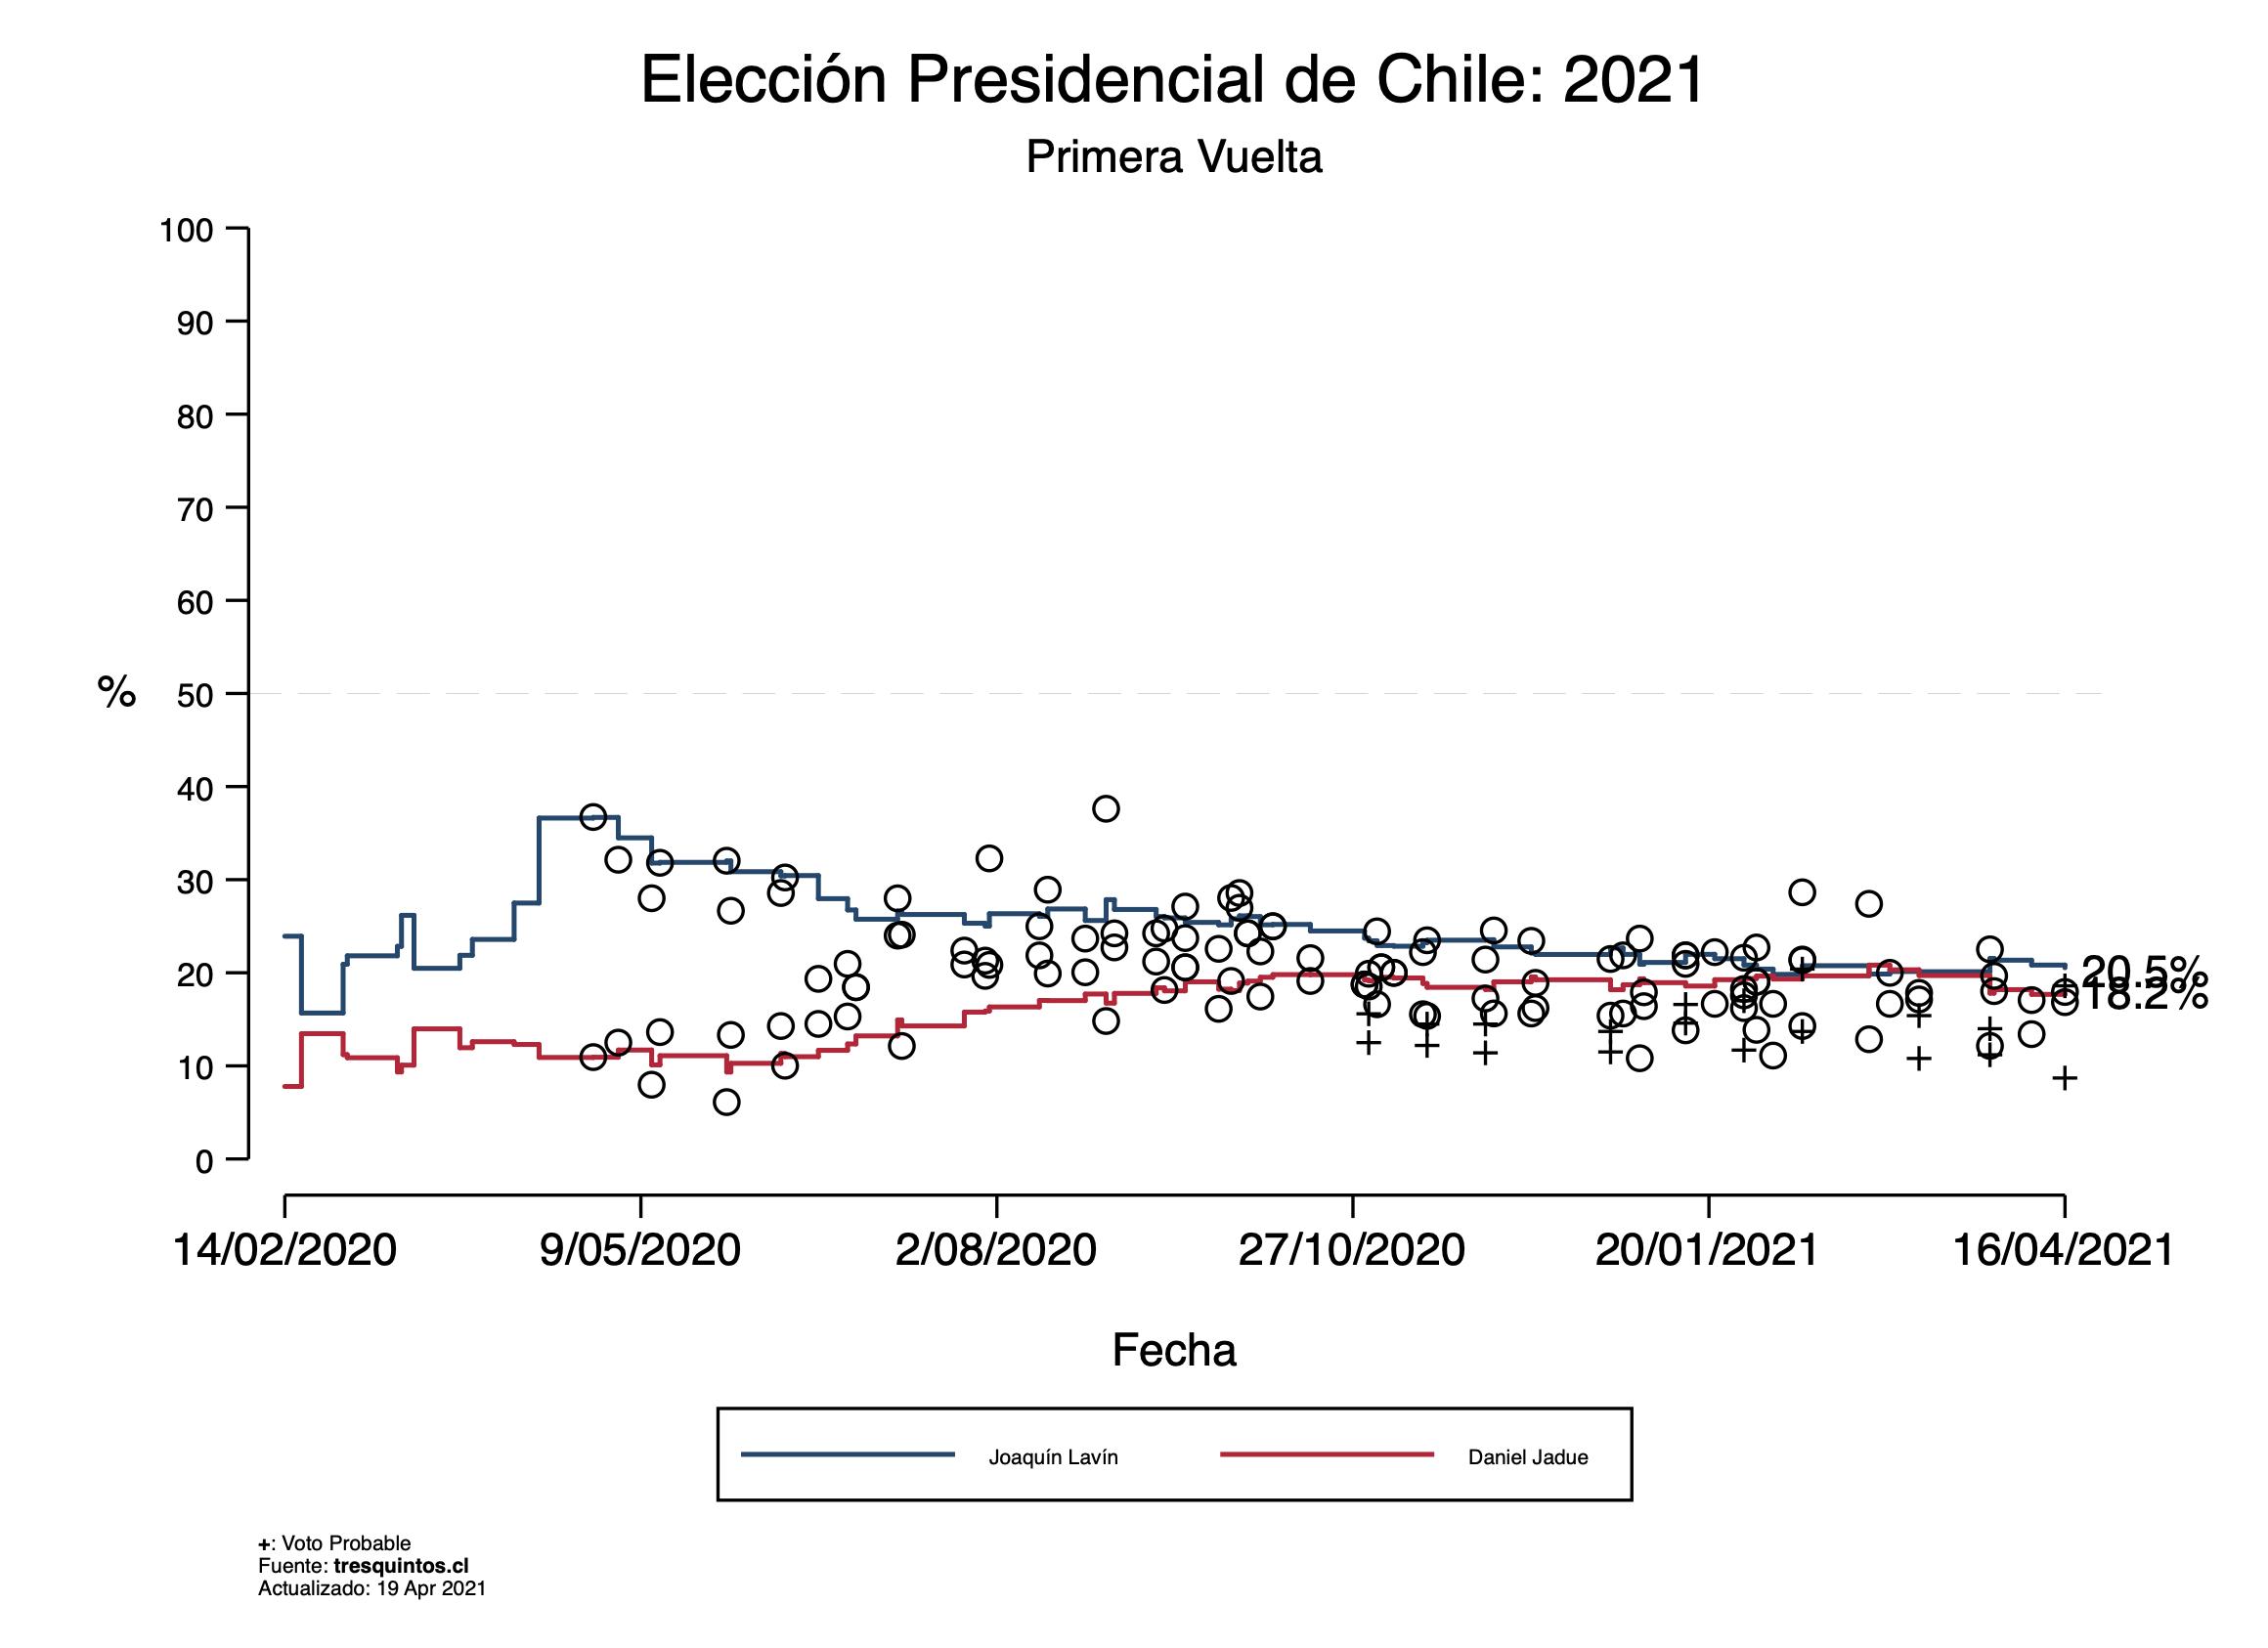 Elección Presidencial de Chile: 2021
Primera Vuelta
100
90
80
70
60
%
50
40
30
20
10
0
20.5%
18.2%
14/02/2020
9/05/2020
2/08/2020
27/10/2020
20/01/2021
16/04/2021
Fecha
Joaquín Lavín
Daniel Jadue
+: Voto Probable
Fuente: tresquintos.cl
Actualizado: 19 Apr 2021